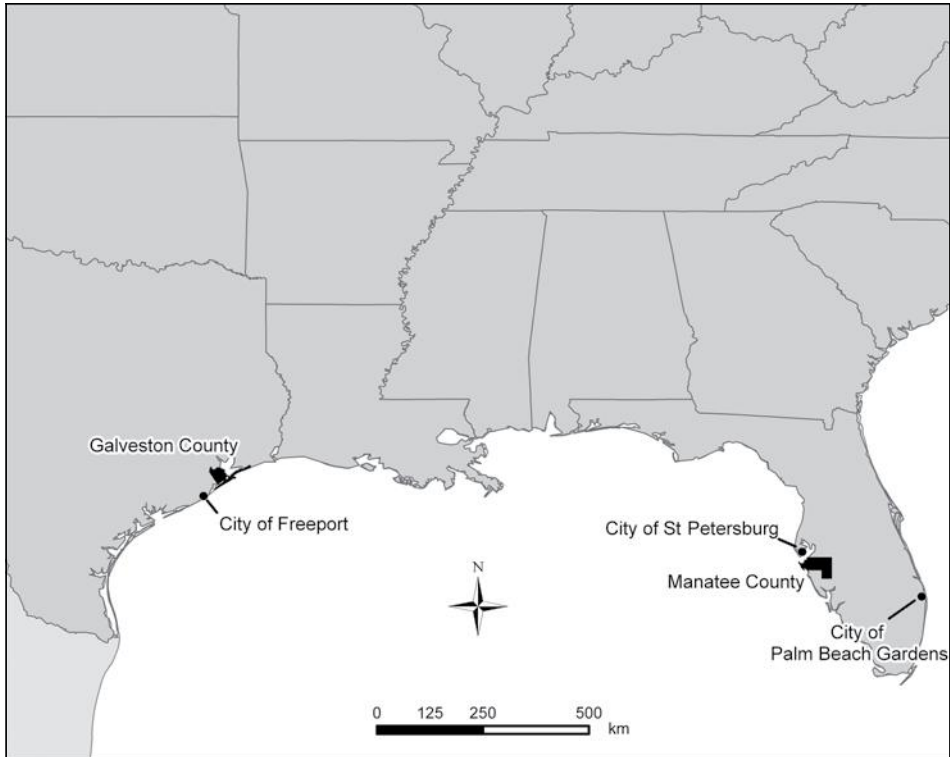 Galveston County
City of Freeport
City of St Petersburg
Manatee County
City of
Palm Beach Gardens
N
0 125 250 500
km